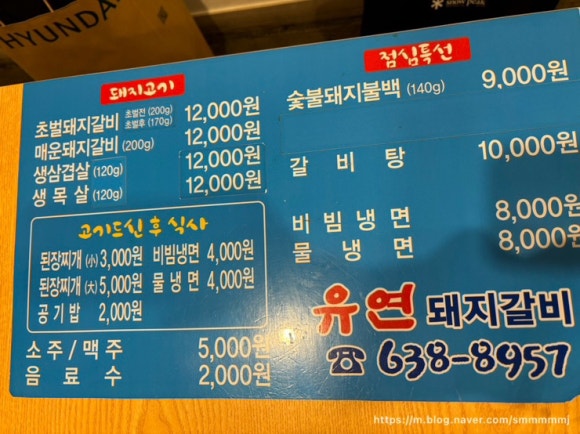 HYUNDA
snow peak
돼지고기
초벌돼지갈비 초벌전 (200g) 초벌후 (170g) 12,000원
매운돼지갈비 (200g) 12,000원
생삼겹살 (120g) 12,000원
생목살 (120g) 12,000원
고기드신 후 식사
된장찌개 (小) 3,000원 비빔냉면 4,000원
된장찌개 (大) 5,000원 물냉면 4,000원
공기밥 2,000원
소주/맥주 5,000원
음료수 2,000원
점심특선
숯불돼지불백 (140g) 9,000원
갈비탕 10,000원
비빔냉면 8,000원
물냉면 8,000원
유연 돼지갈비
☎ 638-8957
https://m.blog.naver.com/smmmmmj